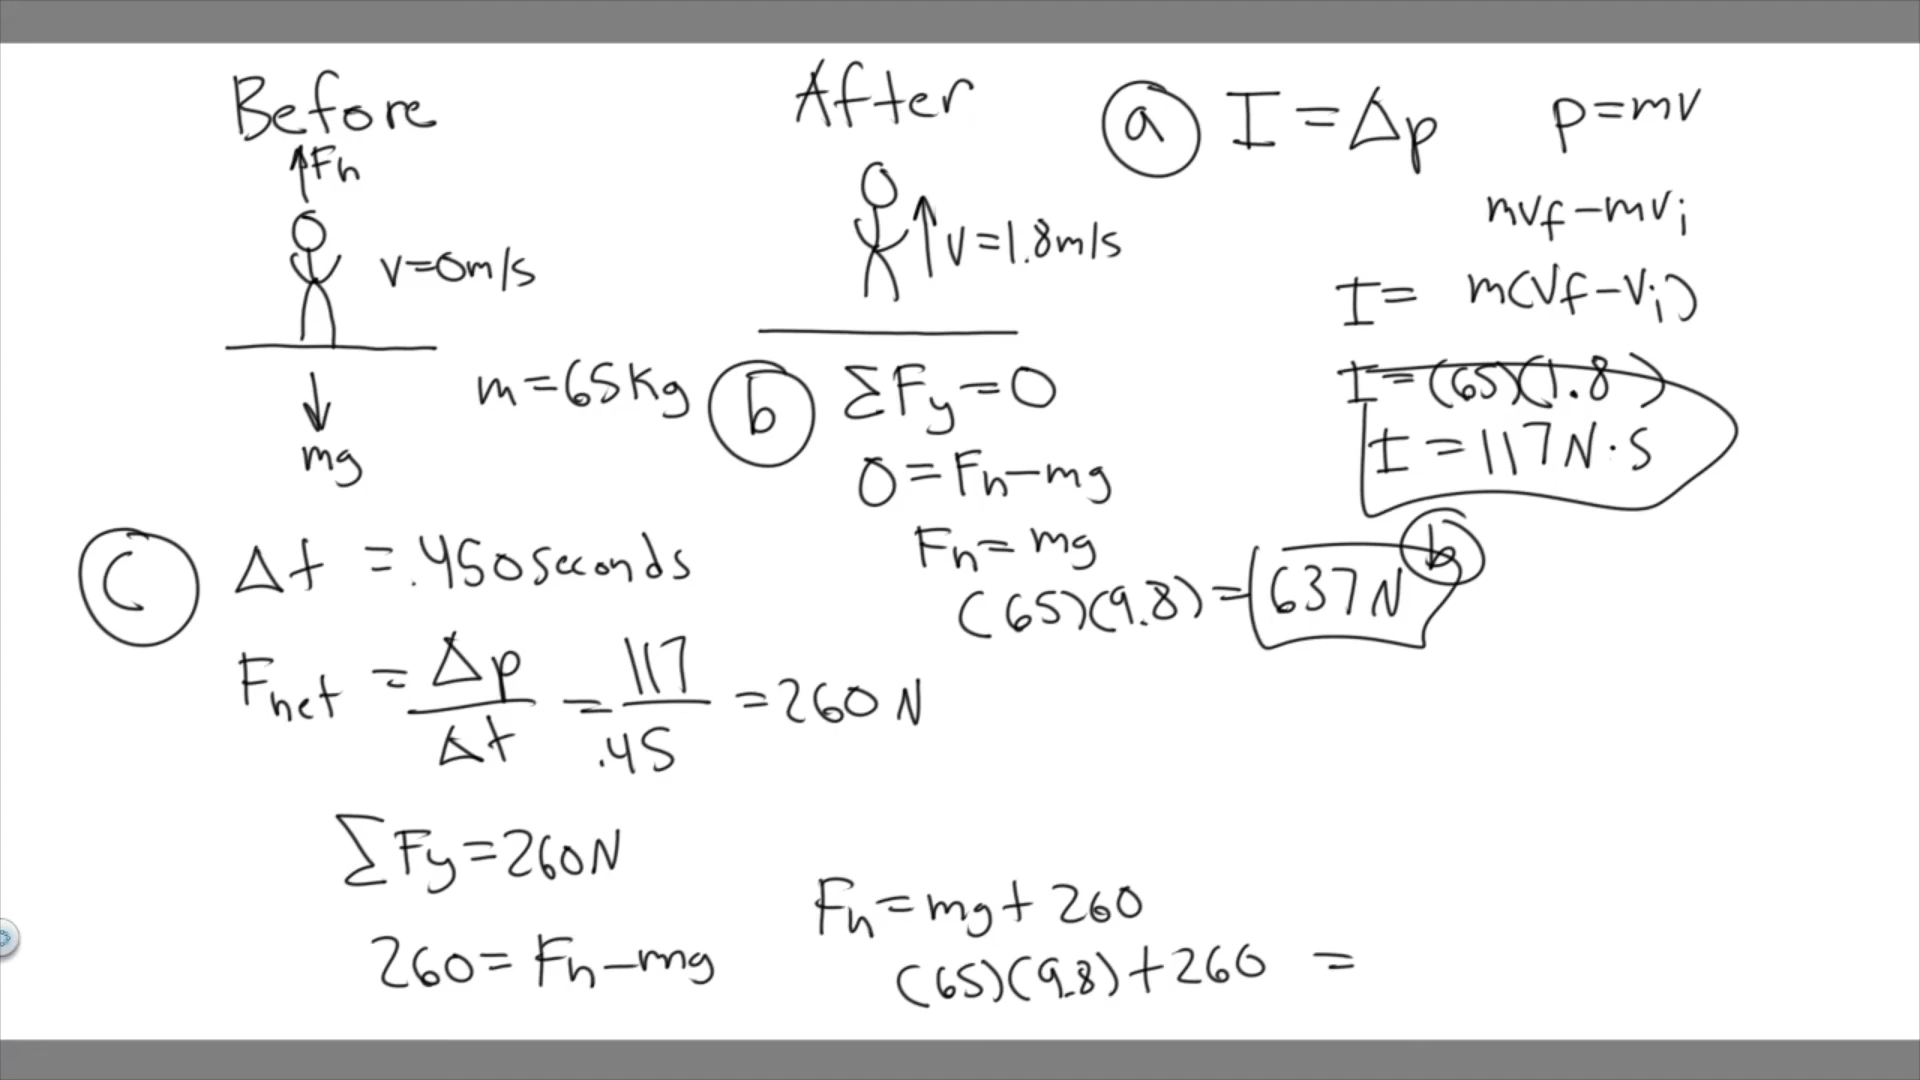 Before
Fn
v=0m/s
mg
m=65kg
After
v=1.8m/s
a I=Δp p=mv
mvf-mvi
I= m(vf-vi)
I=(65)(1.8)
I=117N·s
b ΣFy=0
0=Fn-mg
Fn=mg
(65)(9.8)=637N b
c Δt=.450seconds
Fnet=Δp/Δt=117/.45=260N
ΣFy=260N
260=Fn-mg
Fn=mg+260
(65)(9.8)+260 =